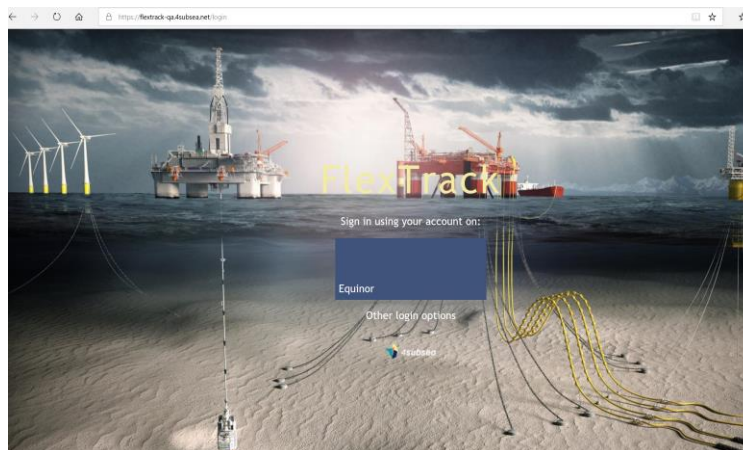 https://flextrack-qa.4subsea.net/login
FlexTrack
Sign in using your account on:
Equinor
Other login options
4subsea